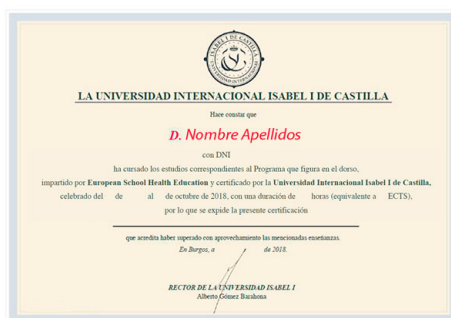 LA UNIVERSIDAD INTERNACIONAL ISABEL I DE CASTILLA
Hace constar que
D. Nombre Apellidos
con DNI
ha cursado los estudios correspondientes al Programa que figura en el dorso,
impartido por European School Health Education y certificado por la Universidad Internacional Isabel I de Castilla,
celebrado del de al de octubre de 2018, con una duración de horas (equivalente a ECTS),
por lo que se expide la presente certificación
que acredita haber superado con aprovechamiento las mencionadas enseñanzas.
En Burgos, a de 2018.
RECTOR DE LA UNIVERSIDAD ISABEL I
Alberto Gómez Barahona